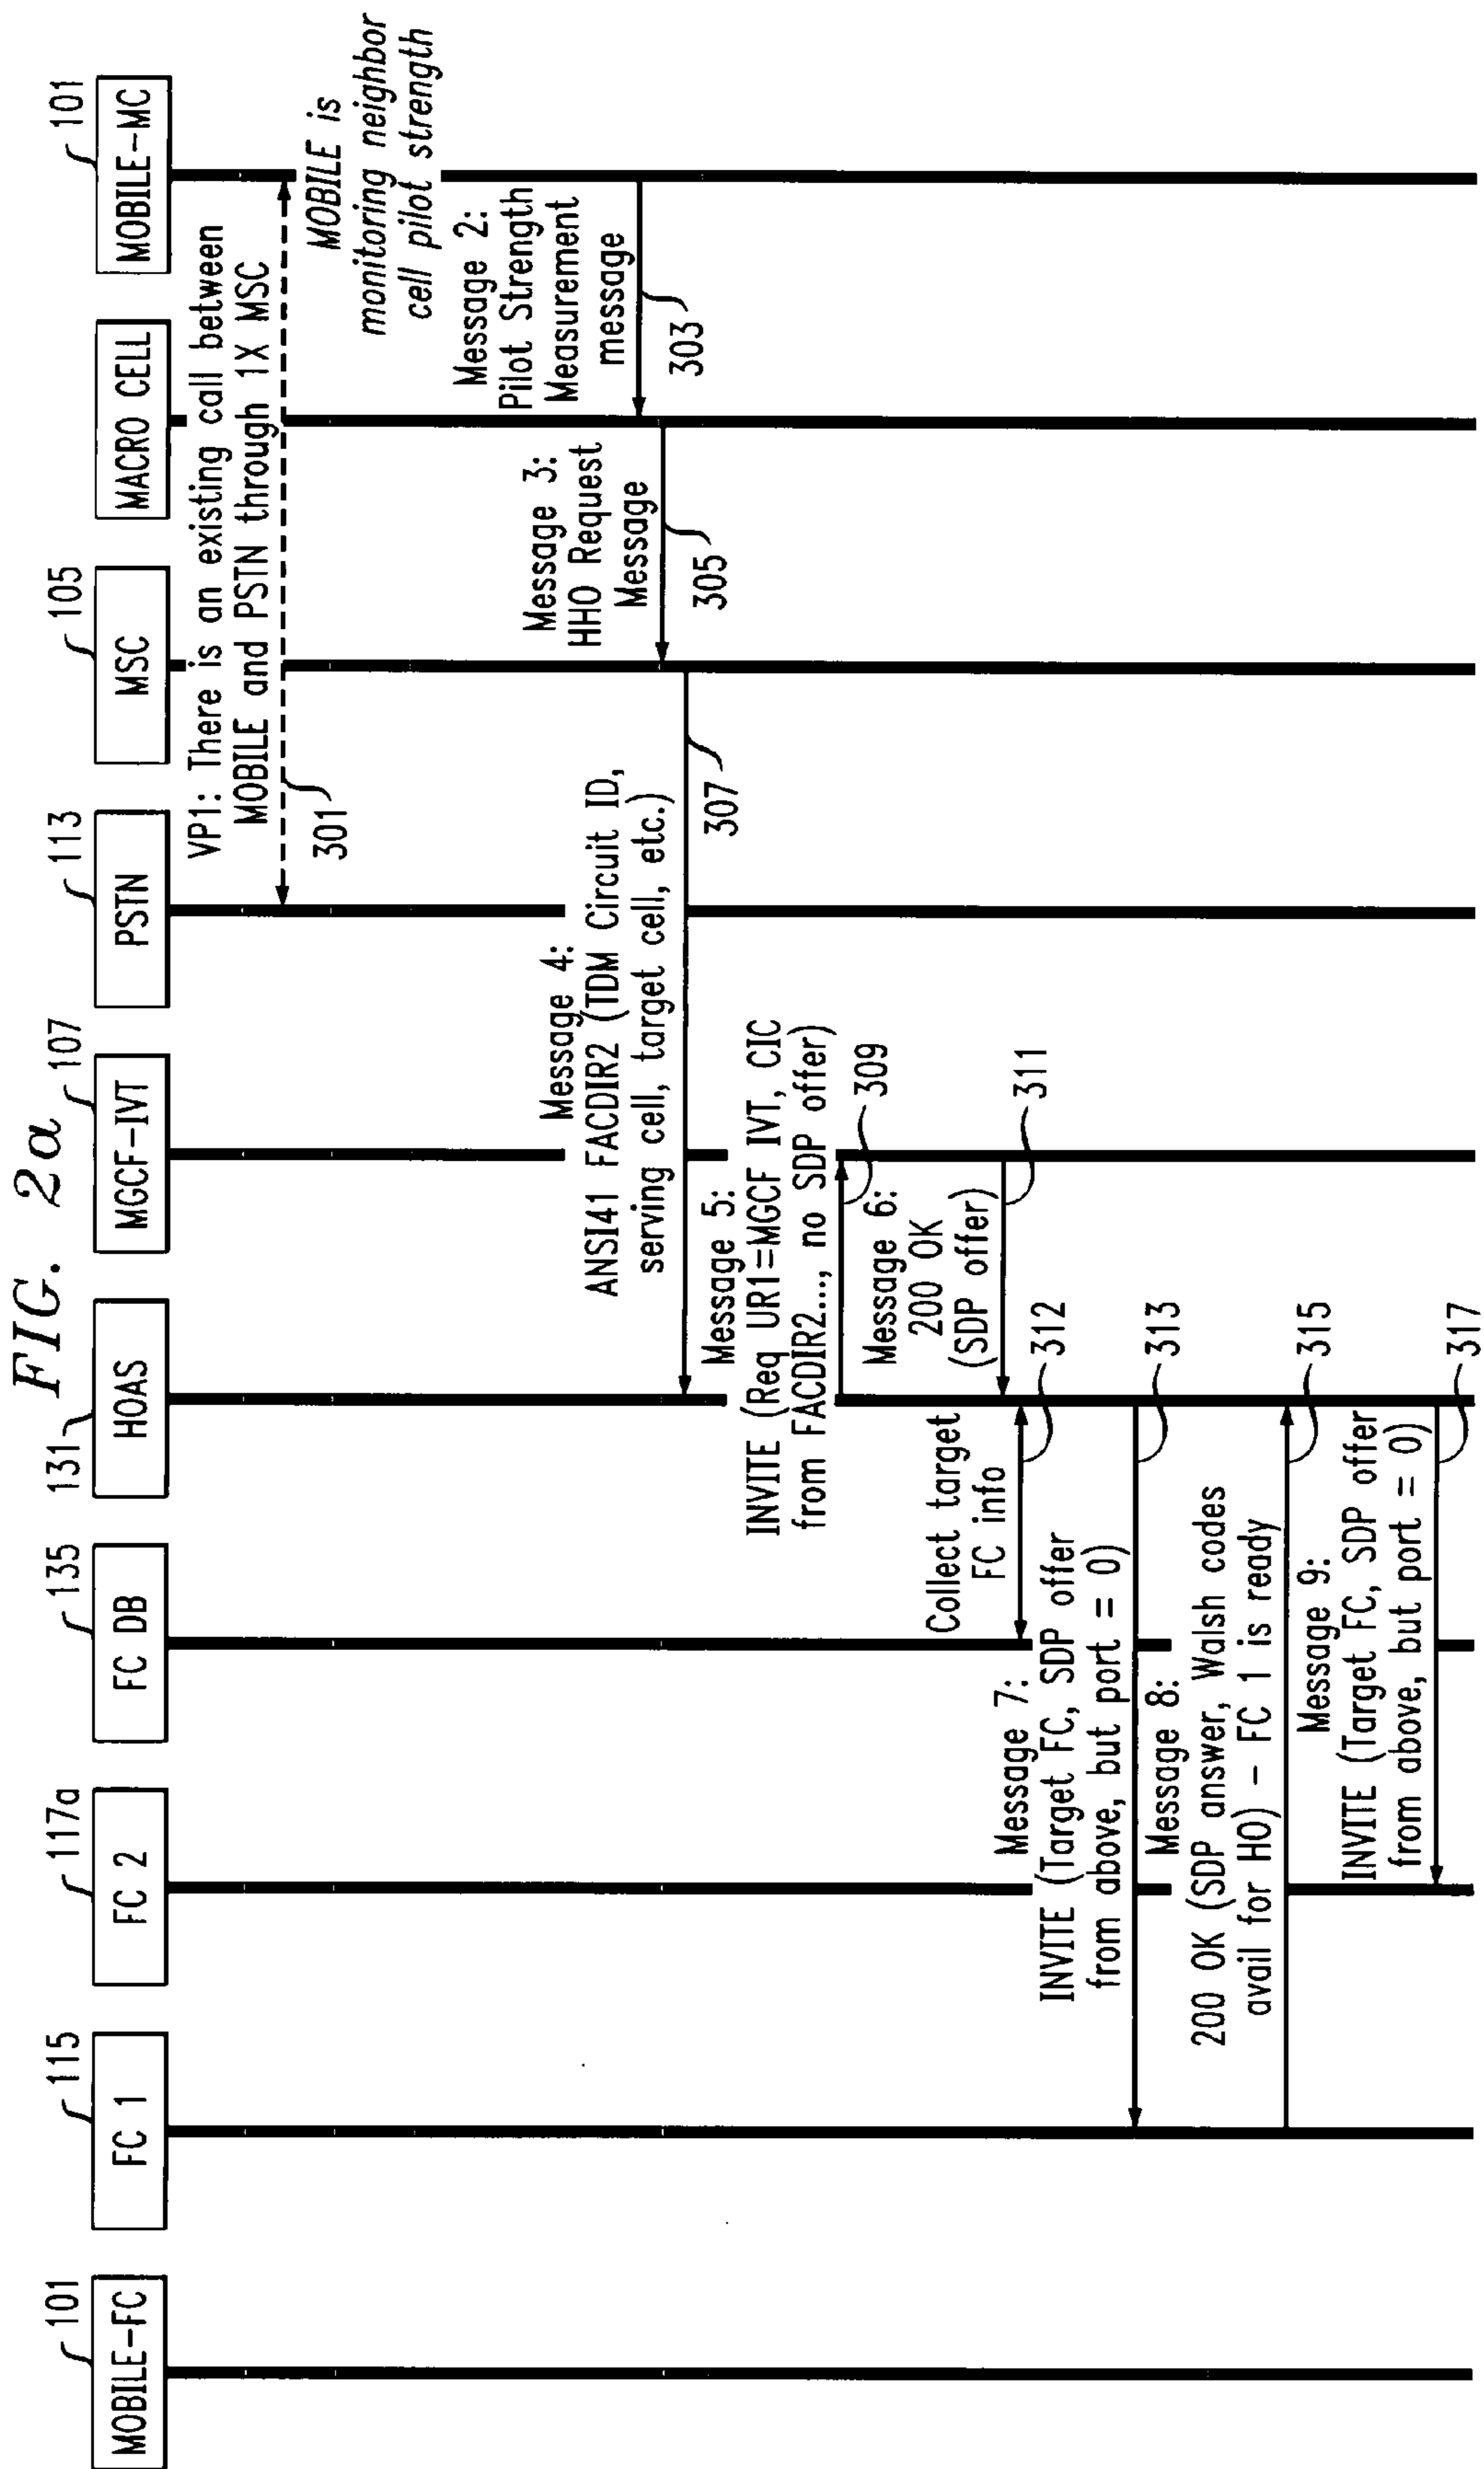 FIG. 2a
101
MOBILE-FC
115
FC 1
117a
FC 2
135
FC DB
131
HOAS
107
MGCF-IVT
113
PSTN
105
MSC
MACRO CELL
101
MOBILE-MC
VP1: There is an existing call between
MOBILE and PSTN through 1X MSC
301
MOBILE is
monitoring neighbor
cell pilot strength
Message 2:
Pilot Strength
Measurement
message
303
Message 3:
HHO Request
Message
305
Message 4:
ANSI41 FACDIR2 (TDM Circuit ID,
serving cell, target cell, etc.)
307
Message 5:
INVITE (Req UR1=MGCF IVT, CIC
from FACDIR2..., no SDP offer)
309
Message 6:
200 OK
(SDP offer)
311
Collect target
FC info
312
Message 7:
INVITE (Target FC, SDP offer
from above, but port = 0)
313
Message 8:
200 OK (SDP answer, Walsh codes
avail for HO) - FC 1 is ready
315
Message 9:
INVITE (Target FC, SDP offer
from above, but port = 0)
317